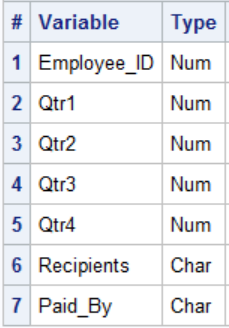 # Variable Type
1 Employee_ID Num
2 Qtr1 Num
3 Qtr2 Num
4 Qtr3 Num
5 Qtr4 Num
6 Recipients Char
7 Paid_By Char